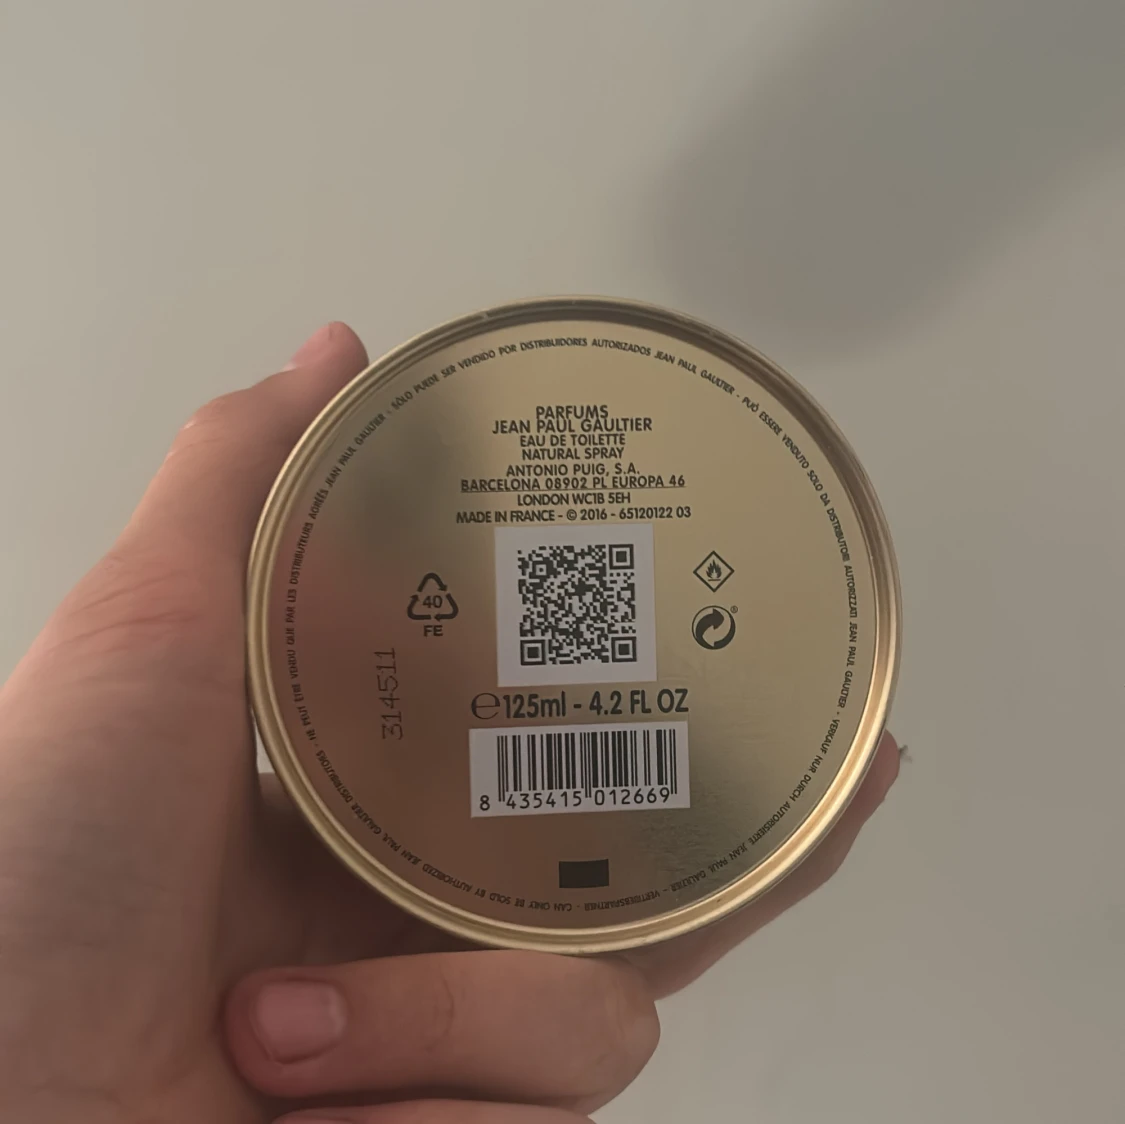 SÓLO PUEDE SER VENDIDO POR DISTRIBUIDORES AUTORIZADOS JEAN PAUL GAULTIER - PUÒ ESSERE VENDUTO SOLO DA DISTRIBUTORI AUTORIZZATI JEAN PAUL GAULTIER - VERKAUF NUR DURCH AUTORISIERTE JEAN PAUL GAULTIER - VERTRIEBSPARTNER - CAN ONLY BE SOLD BY AUTHORIZED JEAN PAUL GAULTIER DISTRIBUTORS - NE PEUT ÊTRE VENDU QUE PAR LES DISTRIBUTEURS AGRÉÉS JEAN PAUL GAULTIER -
PARFUMS
JEAN PAUL GAULTIER
EAU DE TOILETTE
NATURAL SPRAY
ANTONIO PUIG, S.A.
BARCELONA 08902 PL EUROPA 46
LONDON WC1B 5EH
MADE IN FRANCE - © 2016 - 65120122 03
40
FE
314511
®
℮125ml - 4.2 FL OZ
8 435415 012669